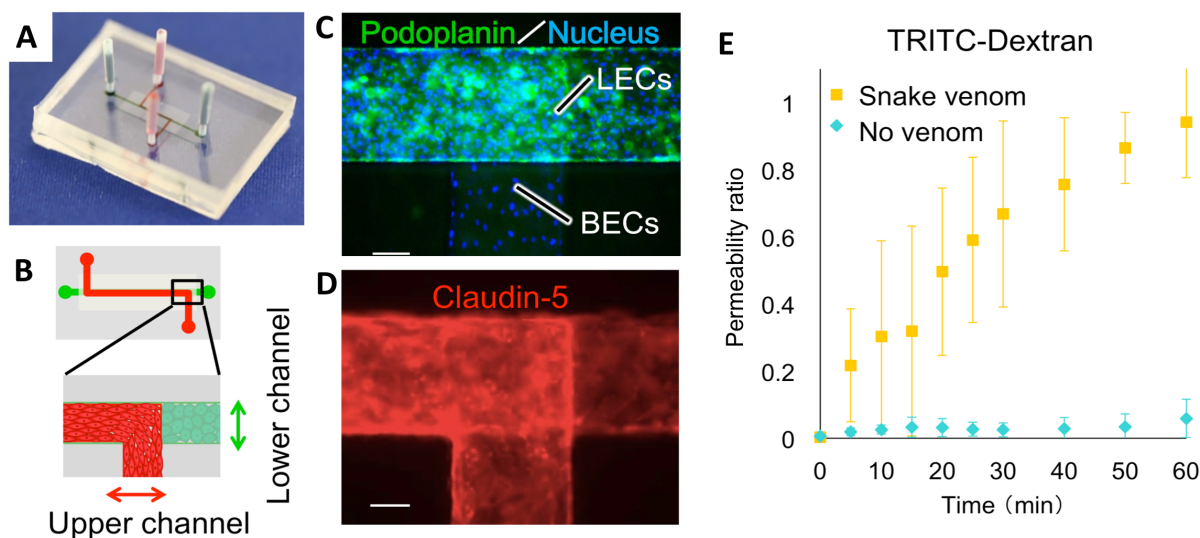 A
B
Upper channel
Lower channel
C
Podoplanin/Nucleus
LECs
BECs
D
Claudin-5
E
TRITC-Dextran
Snake venom
No venom
Permeability ratio
1
0.8
0.6
0.4
0.2
0
0 10 20 30 40 50 60
Time (min)